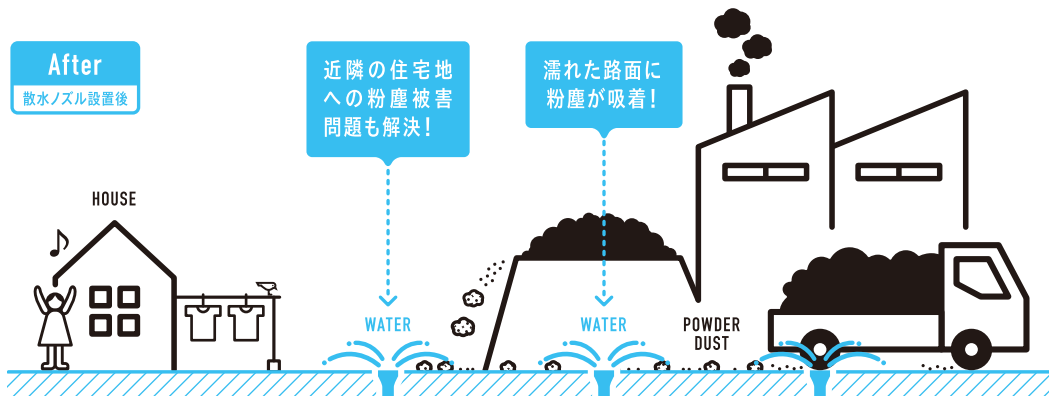 After
散水ノズル設置後
近隣の住宅地
への粉塵被害
問題も解決！
濡れた路面に
粉塵が吸着！
HOUSE
WATER
WATER
POWDER
DUST